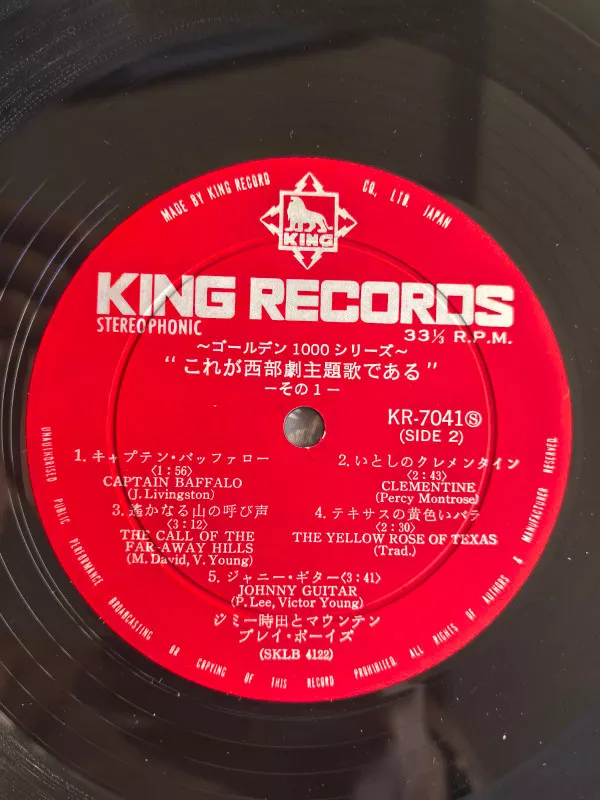 MADE BY KING RECORD CO., LTD. JAPAN
KING
KING RECORDS
STEREOPHONIC
33⅓ R.P.M.
〜ゴールデン1000シリーズ〜
“これが西部劇主題歌である”
—その1—
KR-7041Ⓢ
(SIDE 2)
1. キャプテン・バッファロー
〈1:56〉
CAPTAIN BAFFALO
(J. Livingston)
2. いとしのクレメンタイン
〈2:43〉
CLEMENTINE
(Percy Montrose)
3. 遙かなる山の呼び声
〈3:12〉
THE CALL OF THE
FAR-AWAY HILLS
(M. David, V. Young)
4. テキサスの黄色いバラ
〈2:30〉
THE YELLOW ROSE OF TEXAS
(Trad.)
5. ジャニー・ギター〈3:41〉
JOHNNY GUITAR
(P. Lee, Victor Young)
ジミー時田とマウンテン
プレイ・ボーイズ
(SKLB 4122)
UNAUTHORISED PUBLIC PERFORMANCE BROADCASTING OR COPYING OF THIS RECORD PROHIBITED. ALL RIGHTS OF AUTHORS & MANUFACTURER RESERVED.